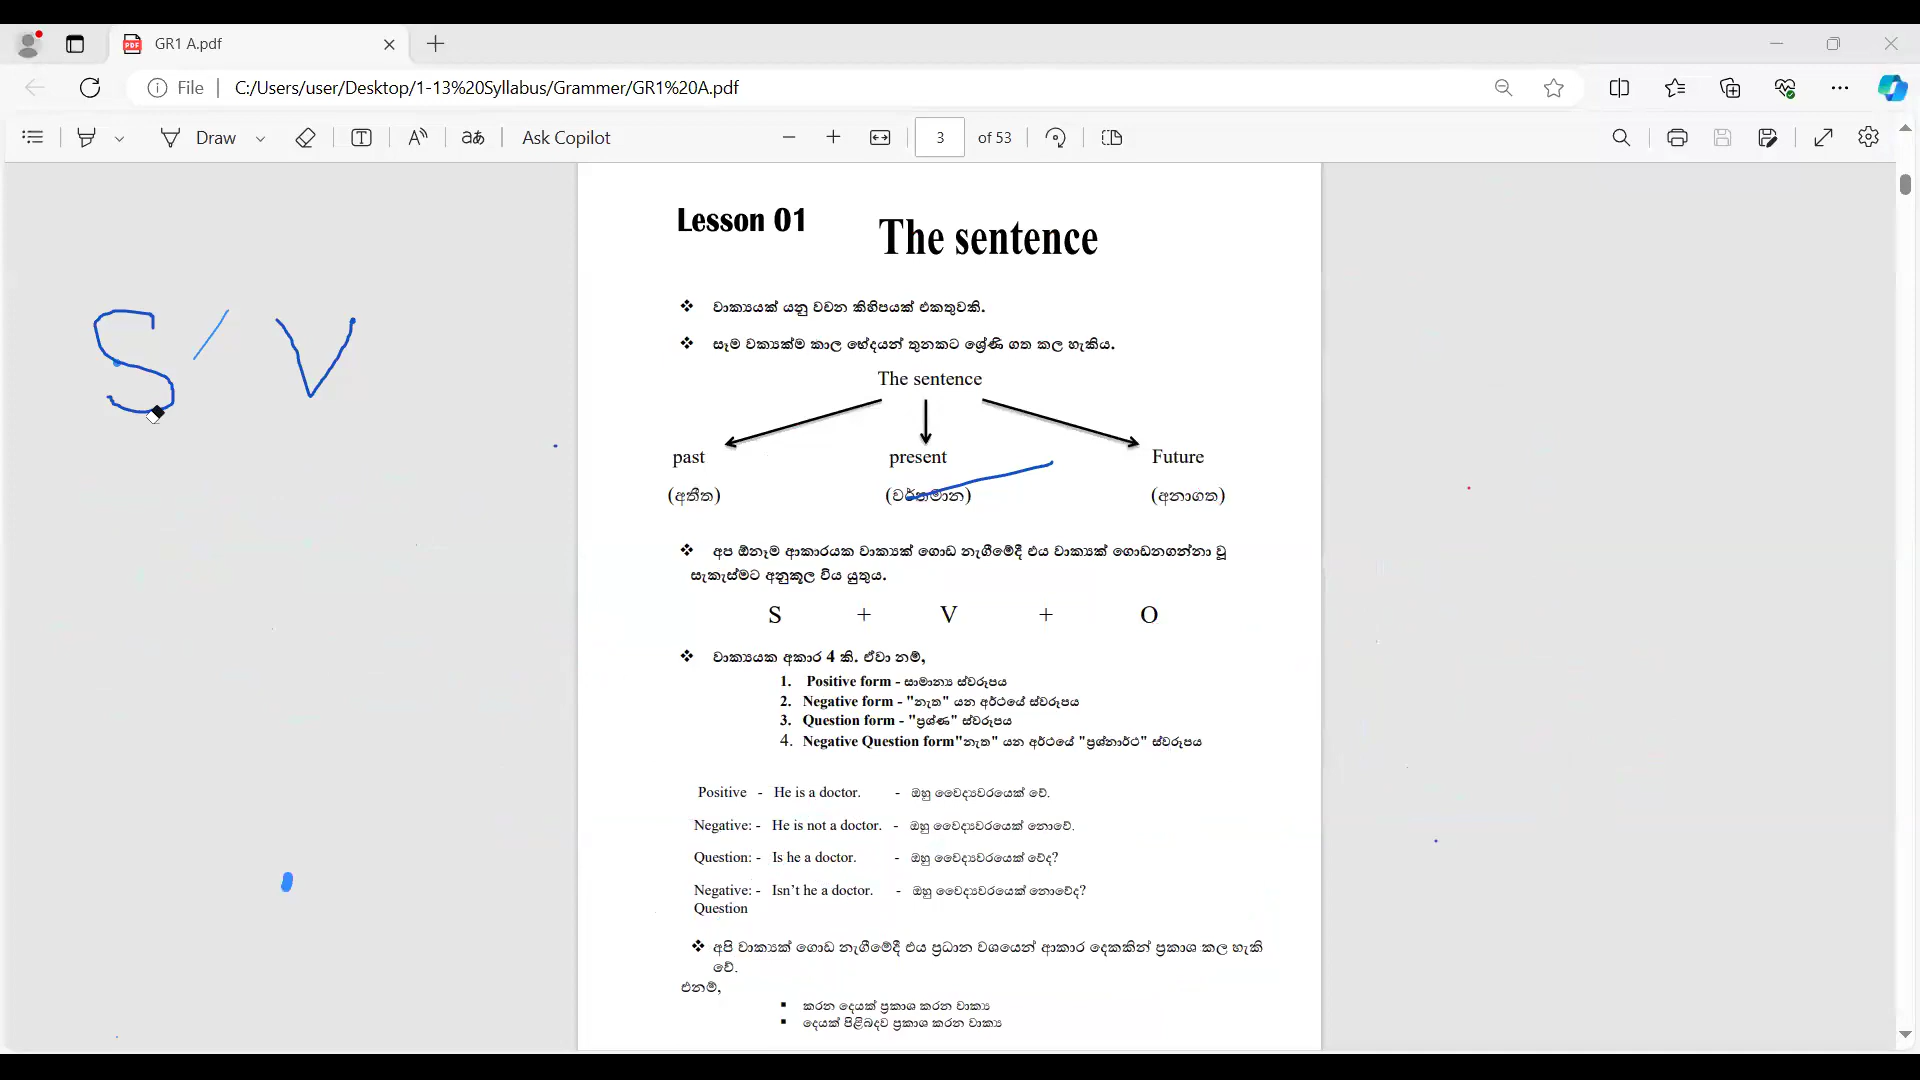 GR1 A.pdf
File C:/Users/user/Desktop/1-13%20Syllabus/Grammer/GR1%20A.pdf
Draw aあ Ask Copilot 3 of 53
Lesson 01 The sentence
❖ වාක්‍යයක් යනු වචන කිහිපයක් එකතුවකි.
❖ සෑම වක්‍යක්ම කාල භේදයන් තුනකට ශ්‍රේණි ගත කල හැකිය.
S / V
The sentence
past present Future
(අතීත) (වර්තමාන) (අනාගත)
❖ අප ඕනෑම ආකාරයක වාක්‍යක් ගොඩ නැගීමේදී එය වාක්‍යක් ගොඩනගන්නා වූ
සැකැස්මට අනුකූල විය යුතුය.
S + V + O
❖ වාක්‍යයක අකාර 4 කි. ඒවා නම්,
1. Positive form - සාමාන්‍ය ස්වරූපය
2. Negative form - "නැත" යන අර්ථයේ ස්වරූපය
3. Question form - "ප්‍රශ්ණ" ස්වරූපය
4. Negative Question form"නැත" යන අර්ථයේ "ප්‍රශ්නාර්ථ" ස්වරූපය
Positive - He is a doctor. - ඔහු වෛද්‍යවරයෙක් වේ.
Negative: - He is not a doctor. - ඔහු වෛද්‍යවරයෙක් නොවේ.
Question: - Is he a doctor. - ඔහු වෛද්‍යවරයෙක් වේද?
Negative: - Isn’t he a doctor. - ඔහු වෛද්‍යවරයෙක් නොවේද?
Question
❖ අපි වාක්‍යක් ගොඩ නැගීමේදී එය ප්‍රධාන වශයෙන් ආකාර දෙකකින් ප්‍රකාශ කල හැකි
වේ.
එනම්,
▪ කරන දෙයක් ප්‍රකාශ කරන වාක්‍ය
▪ දෙයක් පිළිබදව ප්‍රකාශ කරන වාක්‍ය